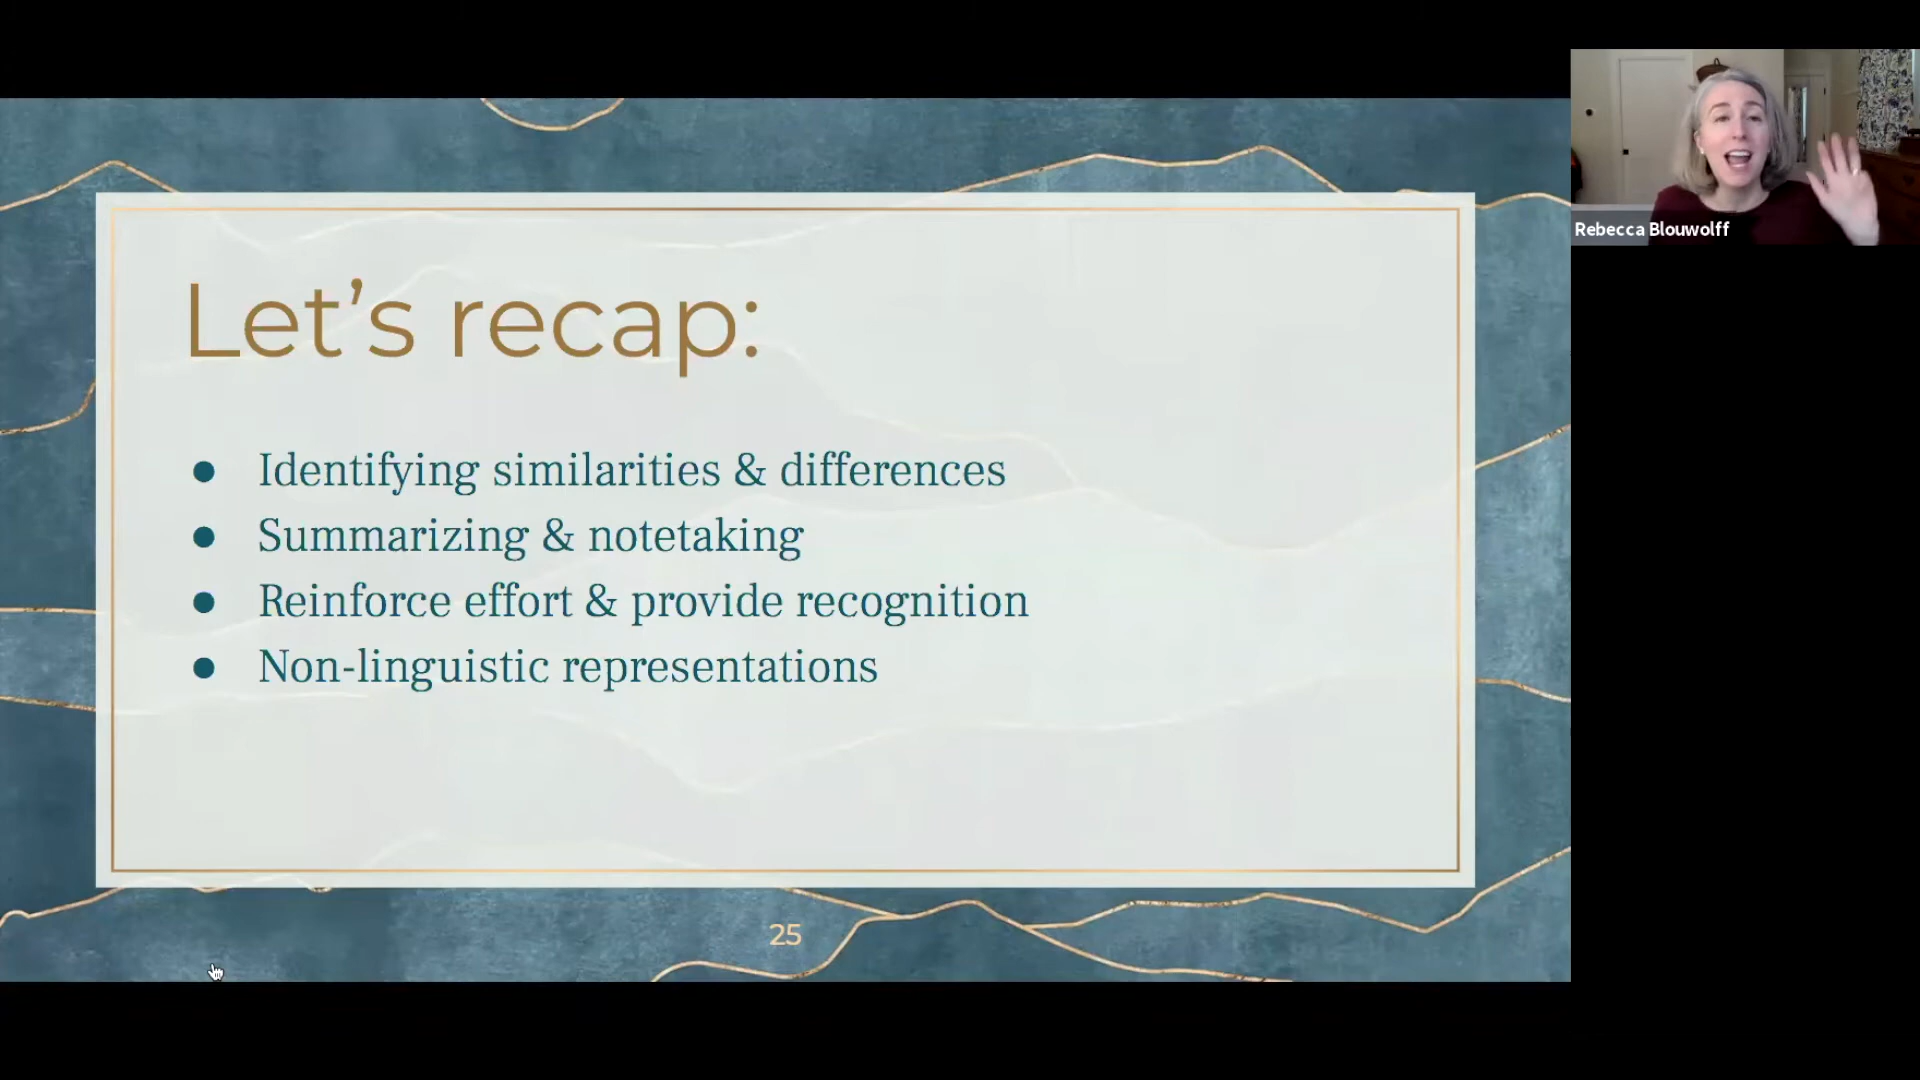 Let’s recap:
● Identifying similarities & differences
● Summarizing & notetaking
● Reinforce effort & provide recognition
● Non-linguistic representations
25
Rebecca Blouwolff